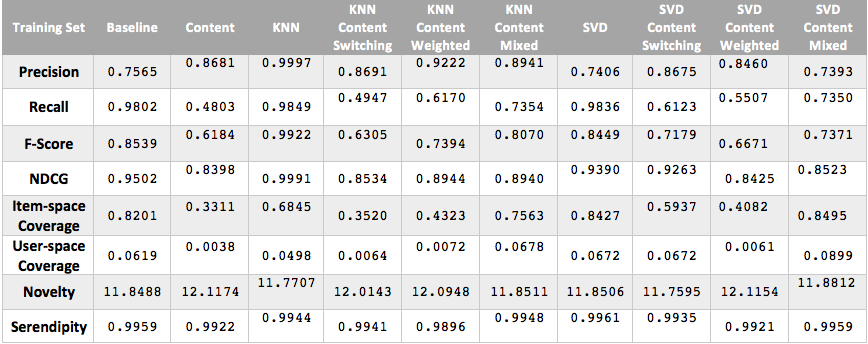 Training Set Baseline Content KNN KNN Content Switching KNN Content Weighted KNN Content Mixed SVD SVD Content Switching SVD Content Weighted SVD Content Mixed
Precision 0.7565 0.8681 0.9997 0.8691 0.9222 0.8941 0.7406 0.8675 0.8460 0.7393
Recall 0.9802 0.4803 0.9849 0.4947 0.6170 0.7354 0.9836 0.6123 0.5507 0.7350
F-Score 0.8539 0.6184 0.9922 0.6305 0.7394 0.8070 0.8449 0.7179 0.6671 0.7371
NDCG 0.9502 0.8398 0.9991 0.8534 0.8944 0.8940 0.9390 0.9263 0.8425 0.8523
Item-space Coverage 0.8201 0.3311 0.6845 0.3520 0.4323 0.7563 0.8427 0.5937 0.4082 0.8495
User-space Coverage 0.0619 0.0038 0.0498 0.0064 0.0072 0.0678 0.0672 0.0672 0.0061 0.0899
Novelty 11.8488 12.1174 11.7707 12.0143 12.0948 11.8511 11.8506 11.7595 12.1154 11.8812
Serendipity 0.9959 0.9922 0.9944 0.9941 0.9896 0.9948 0.9961 0.9935 0.9921 0.9959